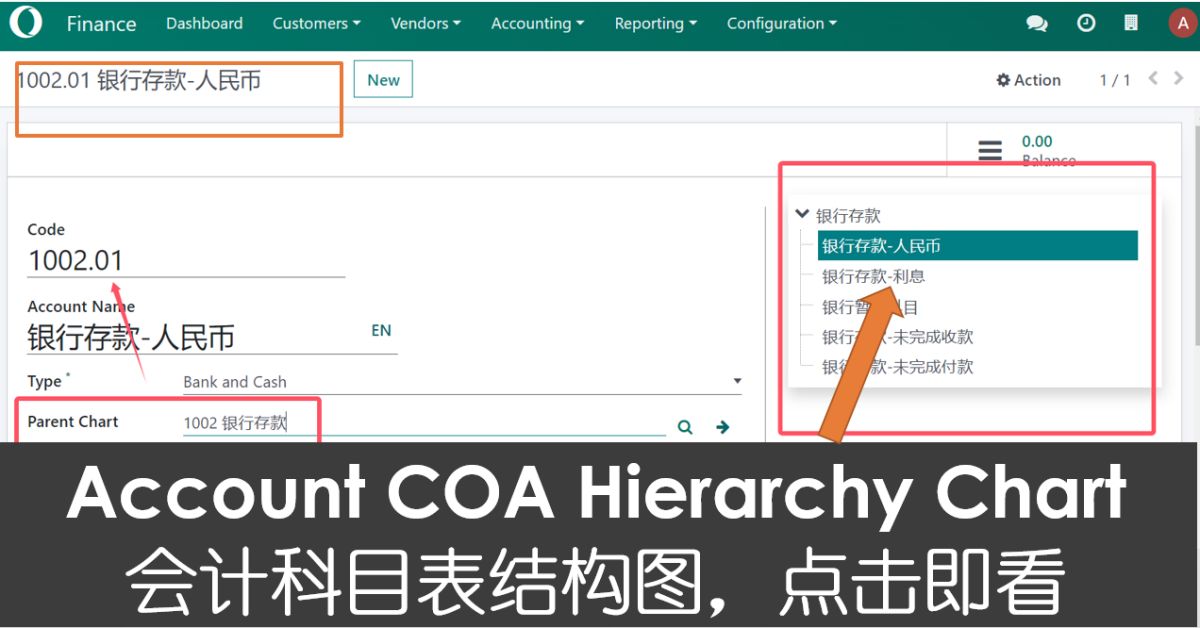 Finance Dashboard Customers Vendors Accounting Reporting Configuration A
1002.01 银行存款-人民币 New Action 1 / 1
0.00
Balance
Code
1002.01
Account Name
银行存款-人民币 EN
Type *
Bank and Cash
Parent Chart
1002 银行存款
银行存款
银行存款-人民币
银行存款-利息
银行暂 目
银行 款-未完成收款
银 款-未完成付款
Account COA Hierarchy Chart
会计科目表结构图，点击即看